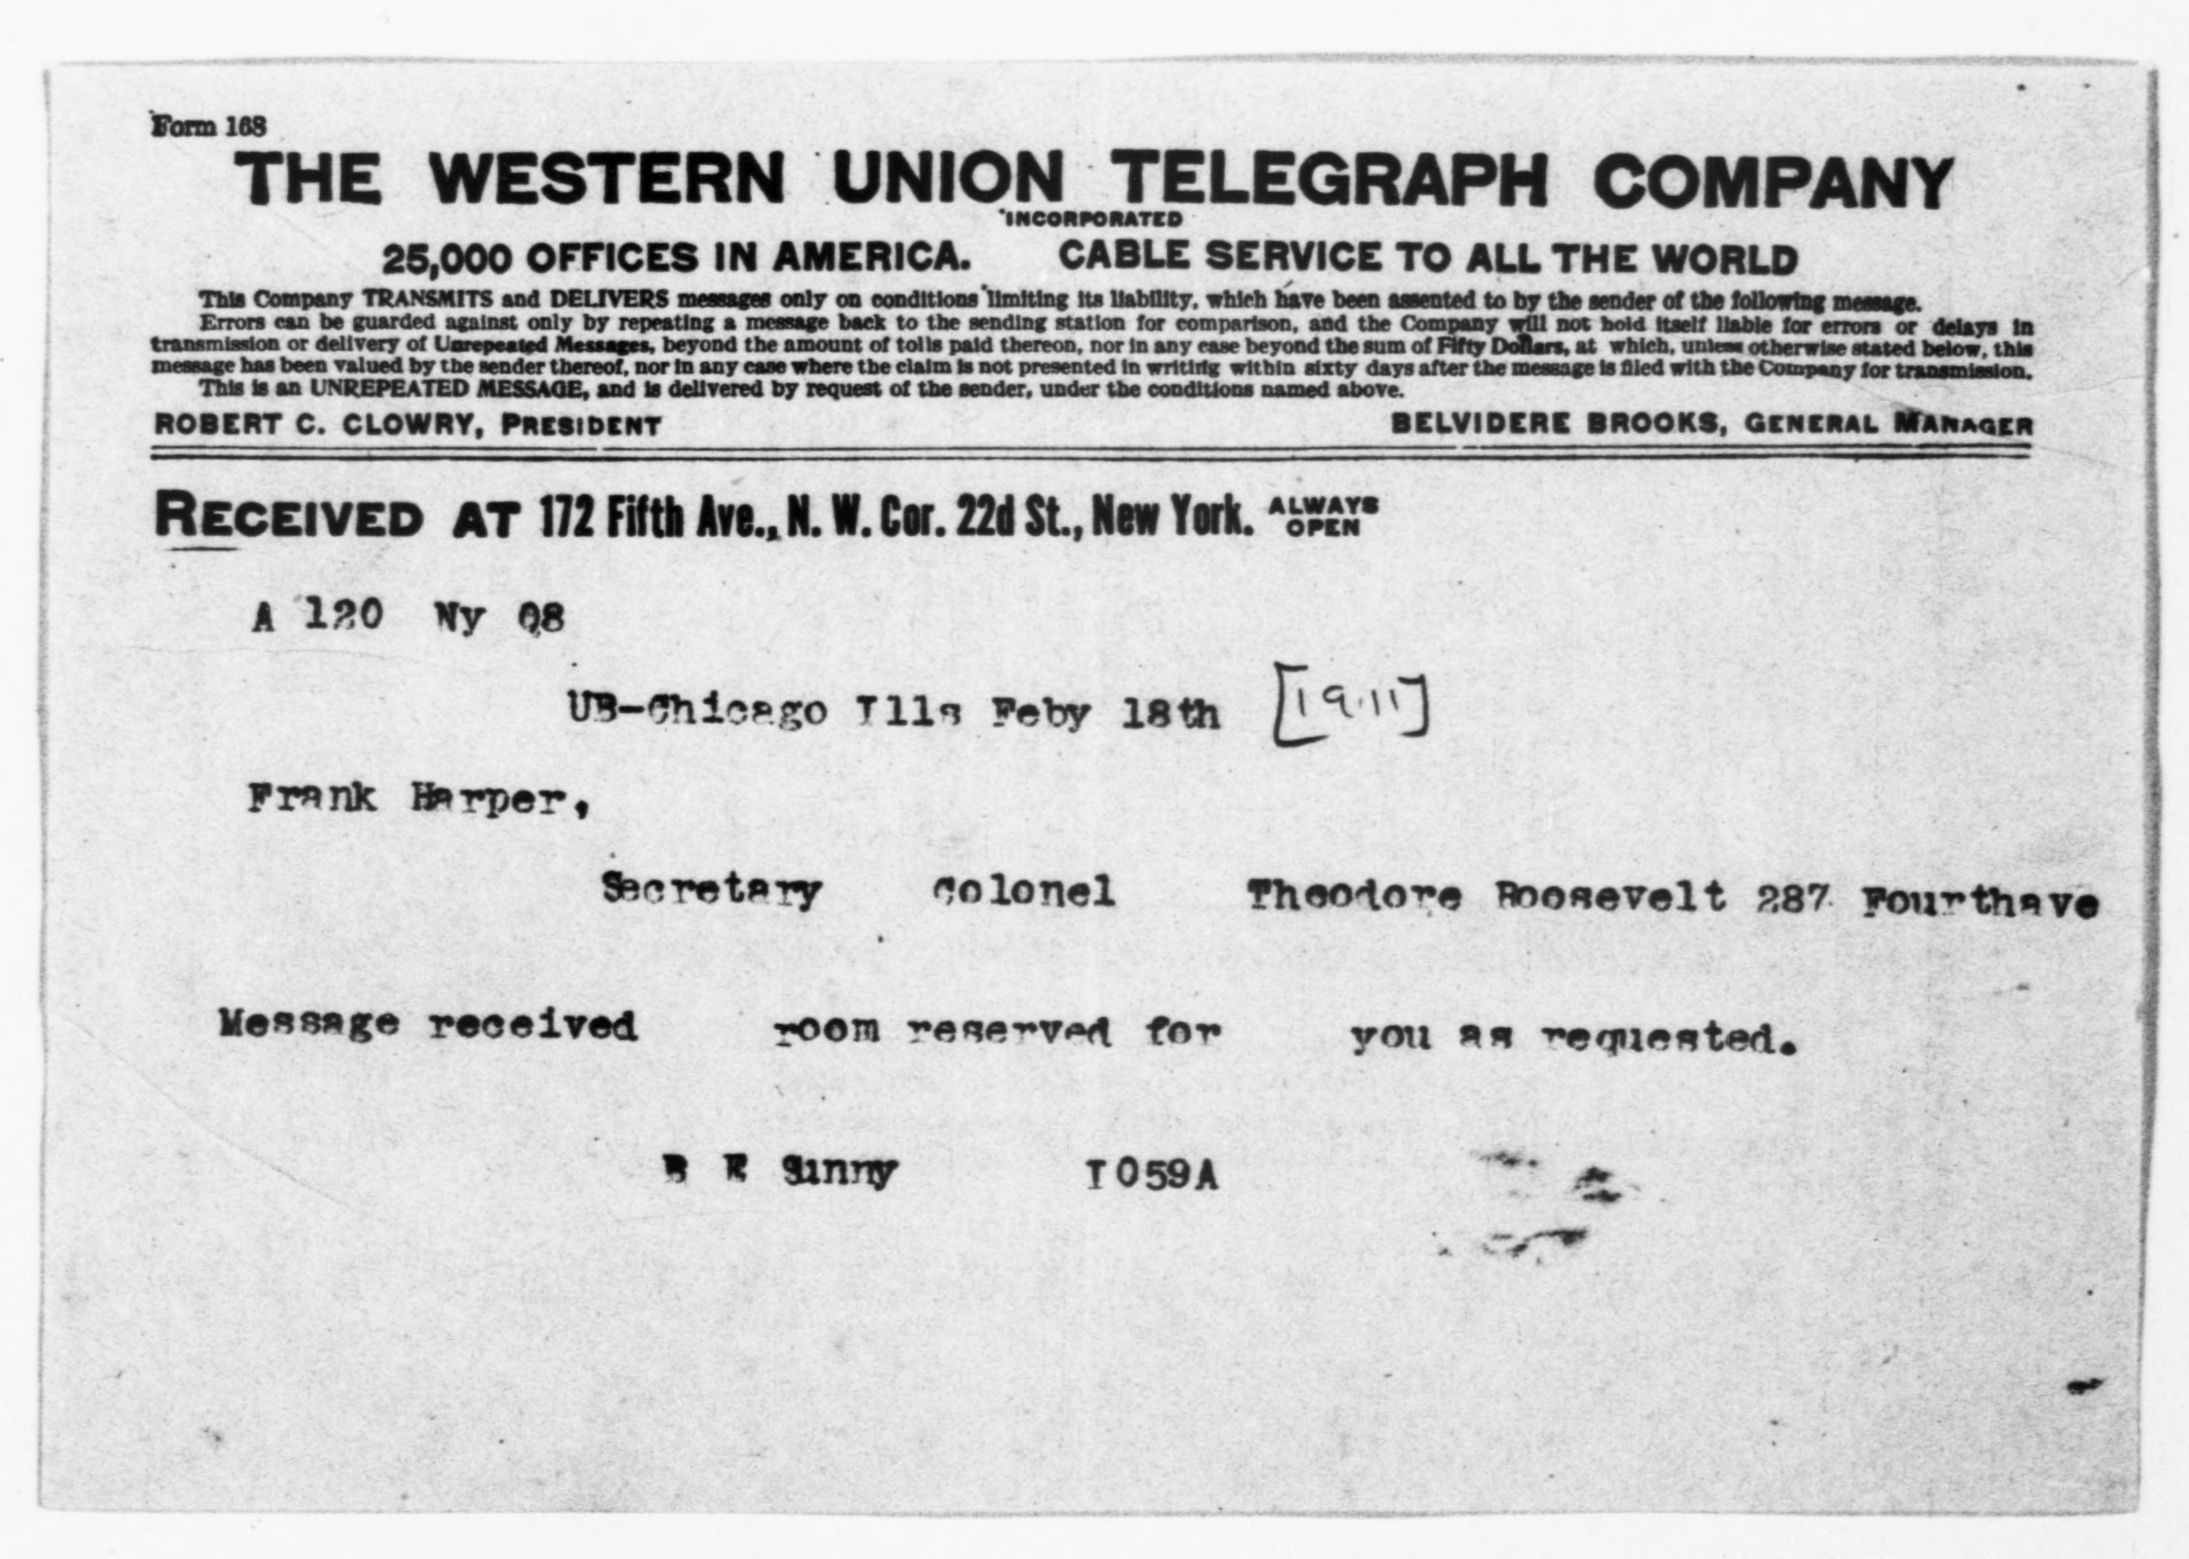 Form 168
THE WESTERN UNION TELEGRAPH COMPANY
INCORPORATED
25,000 OFFICES IN AMERICA. CABLE SERVICE TO ALL THE WORLD
This Company TRANSMITS and DELIVERS messages only on conditions limiting its liability, which have been assented to by the sender of the following message.
Errors can be guarded against only by repeating a message back to the sending station for comparison, and the Company will not hold itself liable for errors or delays in
transmission or delivery of Unrepeated Messages, beyond the amount of tolls paid thereon, nor in any case beyond the sum of Fifty Dollars, at which, unless otherwise stated below, this
message has been valued by the sender thereof, nor in any case where the claim is not presented in writing within sixty days after the message is filed with the Company for transmission.
This is an UNREPEATED MESSAGE, and is delivered by request of the sender, under the conditions named above.
ROBERT C. CLOWRY, PRESIDENT BELVIDERE BROOKS, GENERAL MANAGER
RECEIVED AT 172 Fifth Ave., N. W. Cor. 22d St., New York. ALWAYS OPEN
A 120 Ny Q8
UB-Chicago Ills Feby 18th [1911]
Frank Harper,
Secretary Colonel Theodore Roosevelt 287 Fourthave
Message received room reserved for you as requested.
B E Sunny I059A